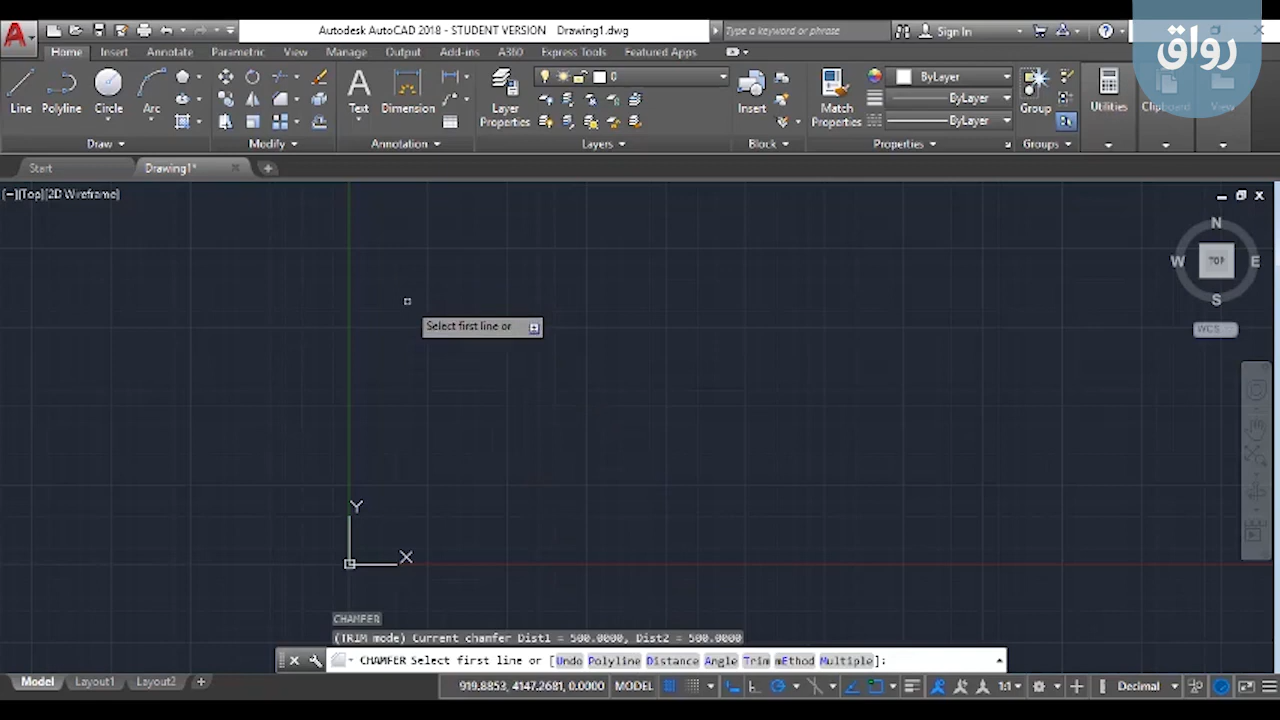 Autodesk AutoCAD 2018 - STUDENT VERSION Drawing1.dwg
Type a keyword or phrase
Sign In
رواق
Home Insert Annotate Parametric View Manage Output Add-ins A360 Express Tools Featured Apps
A
0
ByLayer
ByLayer
ByLayer
Line Polyline Circle Arc Text Dimension Layer Properties Insert Match Properties Group Utilities Clipboard View
Draw Modify Annotation Layers Block Properties Groups
Start Drawing1*
[−][Top][2D Wireframe]
N
W TOP E
S
WCS
Select first line or
Y
X
CHAMFER
(TRIM mode) Current chamfer Dist1 = 500.0000, Dist2 = 500.0000
CHAMFER Select first line or [Undo Polyline Distance Angle Trim mEthod Multiple]:
Model Layout1 Layout2 +
919.8853, 4147.2681, 0.0000 MODEL 1:1 Decimal